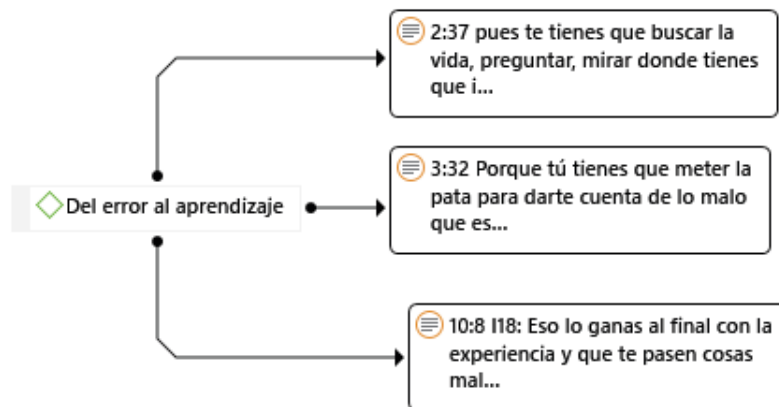 2:37 pues te tienes que buscar la
vida, preguntar, mirar donde tienes
que i...
Del error al aprendizaje
3:32 Porque tú tienes que meter la
pata para darte cuenta de lo malo
que es...
10:8 I18: Eso lo ganas al final con la
experiencia y que te pasen cosas
mal...